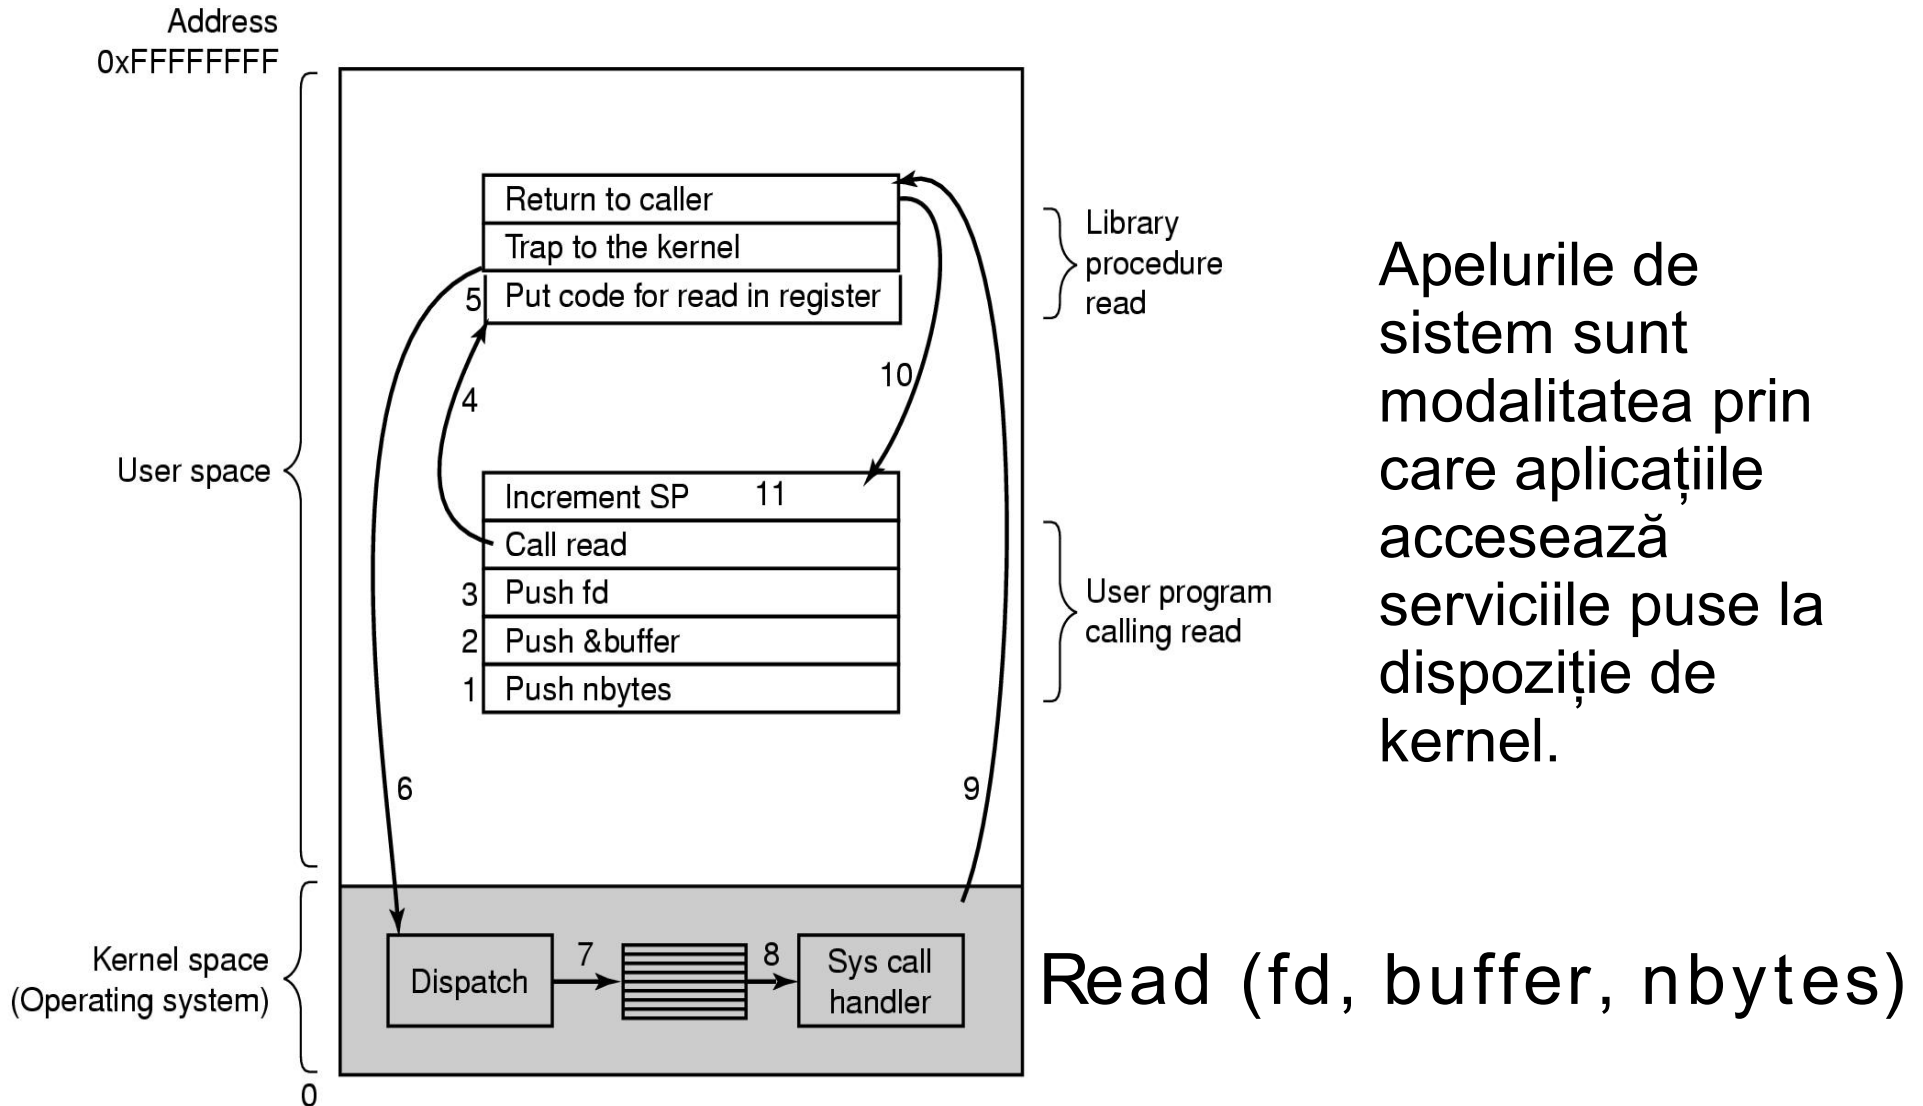 Address
0xFFFFFFFF
Return to caller
Trap to the kernel
5 Put code for read in register
Library
procedure
read
4
10
User space
Increment SP 11
Call read
3 Push fd
2 Push &buffer
1 Push nbytes
User program
calling read
6
9
Kernel space
(Operating system)
Dispatch
7
8
Sys call
handler
0
Apelurile de
sistem sunt
modalitatea prin
care aplicațiile
accesează
serviciile puse la
dispoziție de
kernel.
Read (fd, buffer, nbytes)